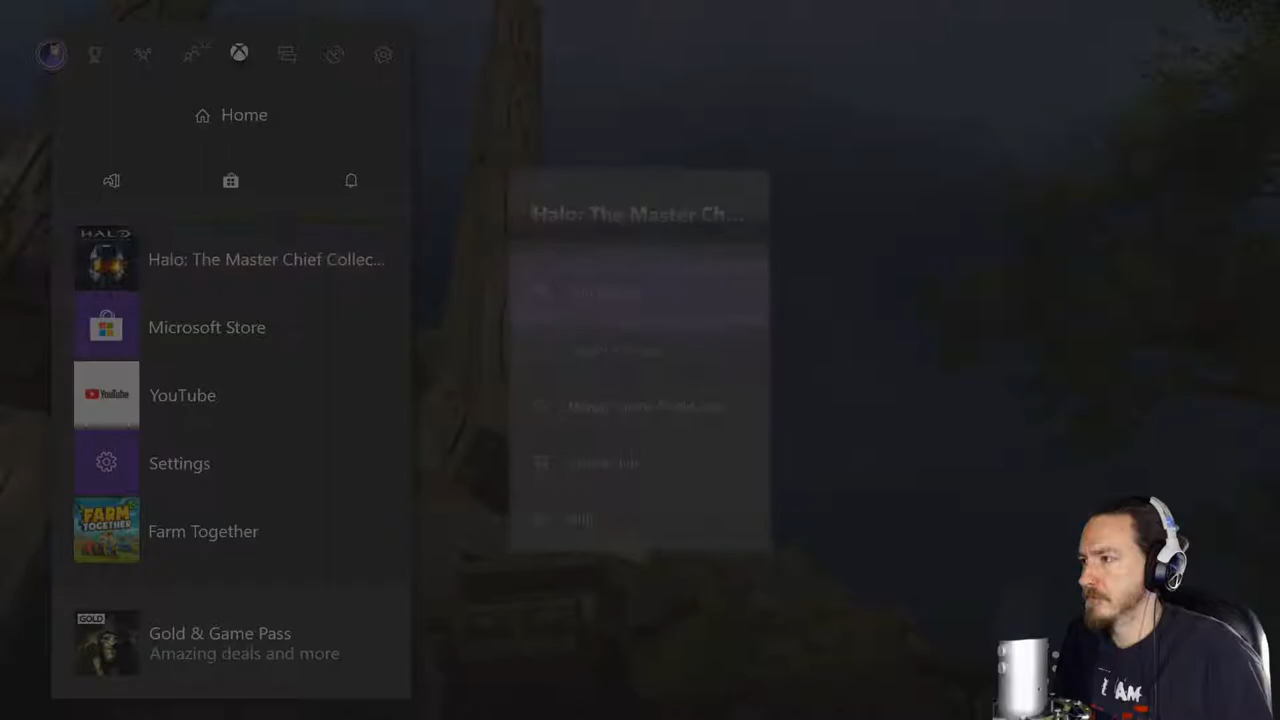 Home
HALO
Halo: The Master Chief Collec...
Microsoft Store
YouTube
YouTube
Settings
FARM
TOGETHER
Farm Together
GOLD
Gold & Game Pass
Amazing deals and more
Halo: The Master Ch...
I AM